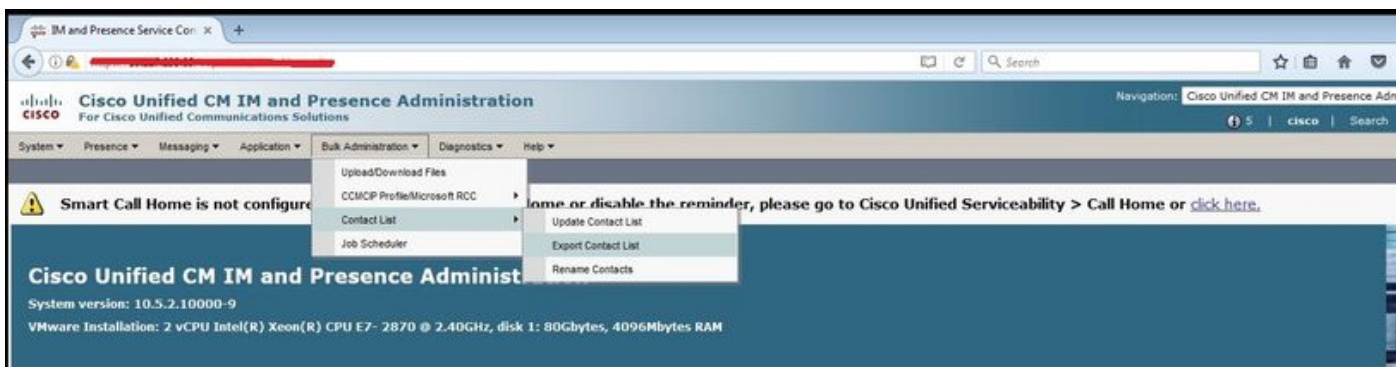 IM and Presence Service Con ×
Search
CISCO
Cisco Unified CM IM and Presence Administration
For Cisco Unified Communications Solutions
Navigation: Cisco Unified CM IM and Presence Adm
5 | cisco | Search
System Presence Messaging Application Bulk Administration Diagnostics Help
Upload/Download Files
CCMCIP Profile/Microsoft RCC
Contact List
Job Scheduler
Update Contact List
Export Contact List
Rename Contacts
Smart Call Home is not configure ome or disable the reminder, please go to Cisco Unified Serviceability > Call Home or click here.
Cisco Unified CM IM and Presence Administ
System version: 10.5.2.10000-9
VMware Installation: 2 vCPU Intel(R) Xeon(R) CPU E7- 2870 @ 2.40GHz, disk 1: 80Gbytes, 4096Mbytes RAM